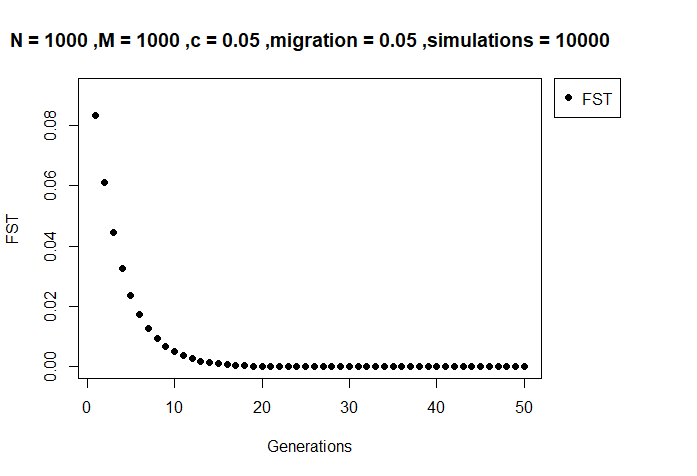 N = 1000 ,M = 1000 ,c = 0.05 ,migration = 0.05 ,simulations = 10000
FST
FST
0.08
0.06
0.04
0.02
0.00
0 10 20 30 40 50
Generations